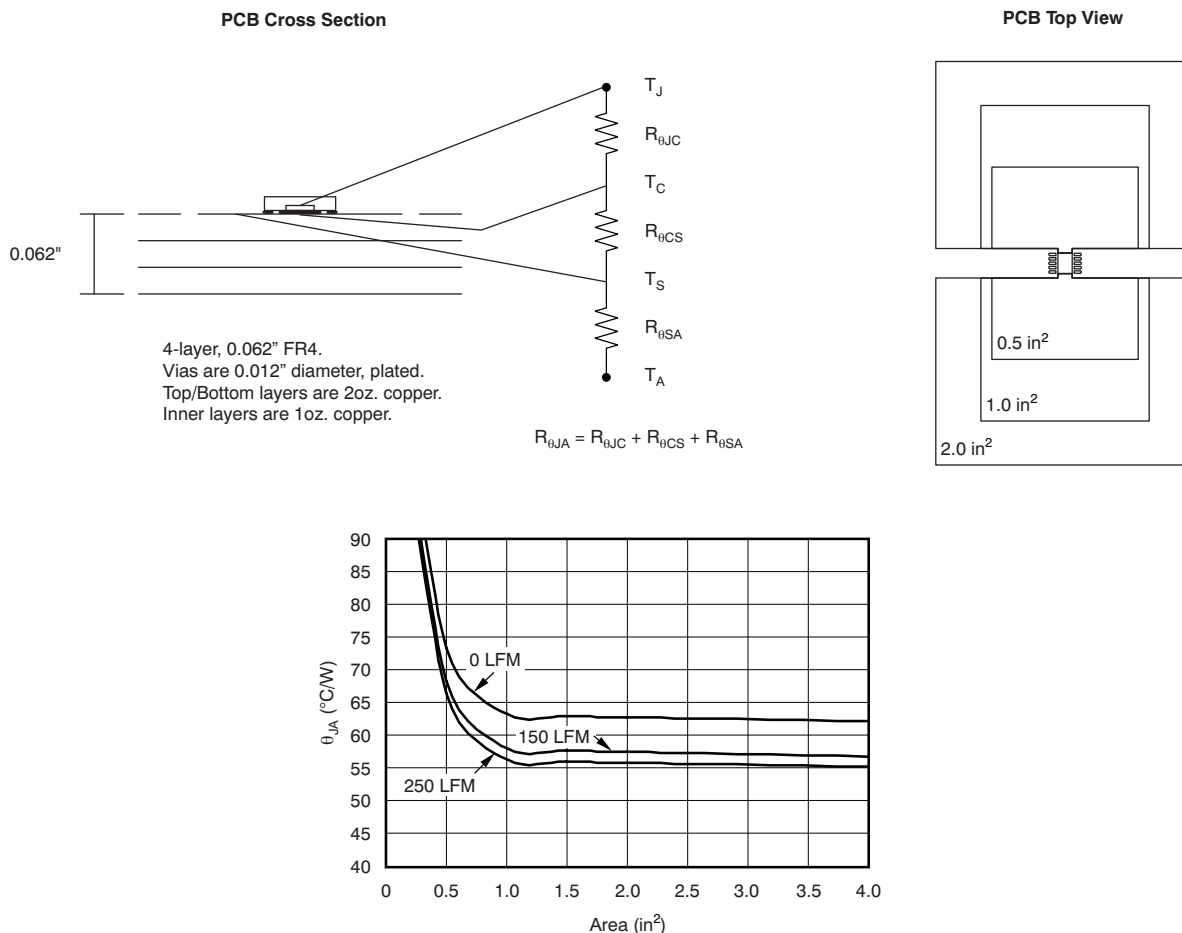 PCB Cross Section
PCB Top View
T_J
R_θJC
T_C
R_θCS
T_S
R_θSA
T_A
0.062"
4-layer, 0.062” FR4.
Vias are 0.012” diameter, plated.
Top/Bottom layers are 2oz. copper.
Inner layers are 1oz. copper.
R_θJA = R_θJC + R_θCS + R_θSA
0.5 in²
1.0 in²
2.0 in²
90
85
80
75
70
65
60
55
50
45
40
θ_JA (°C/W)
0 LFM
150 LFM
250 LFM
0
0.5
1.0
1.5
2.0
2.5
3.0
3.5
4.0
Area (in²)